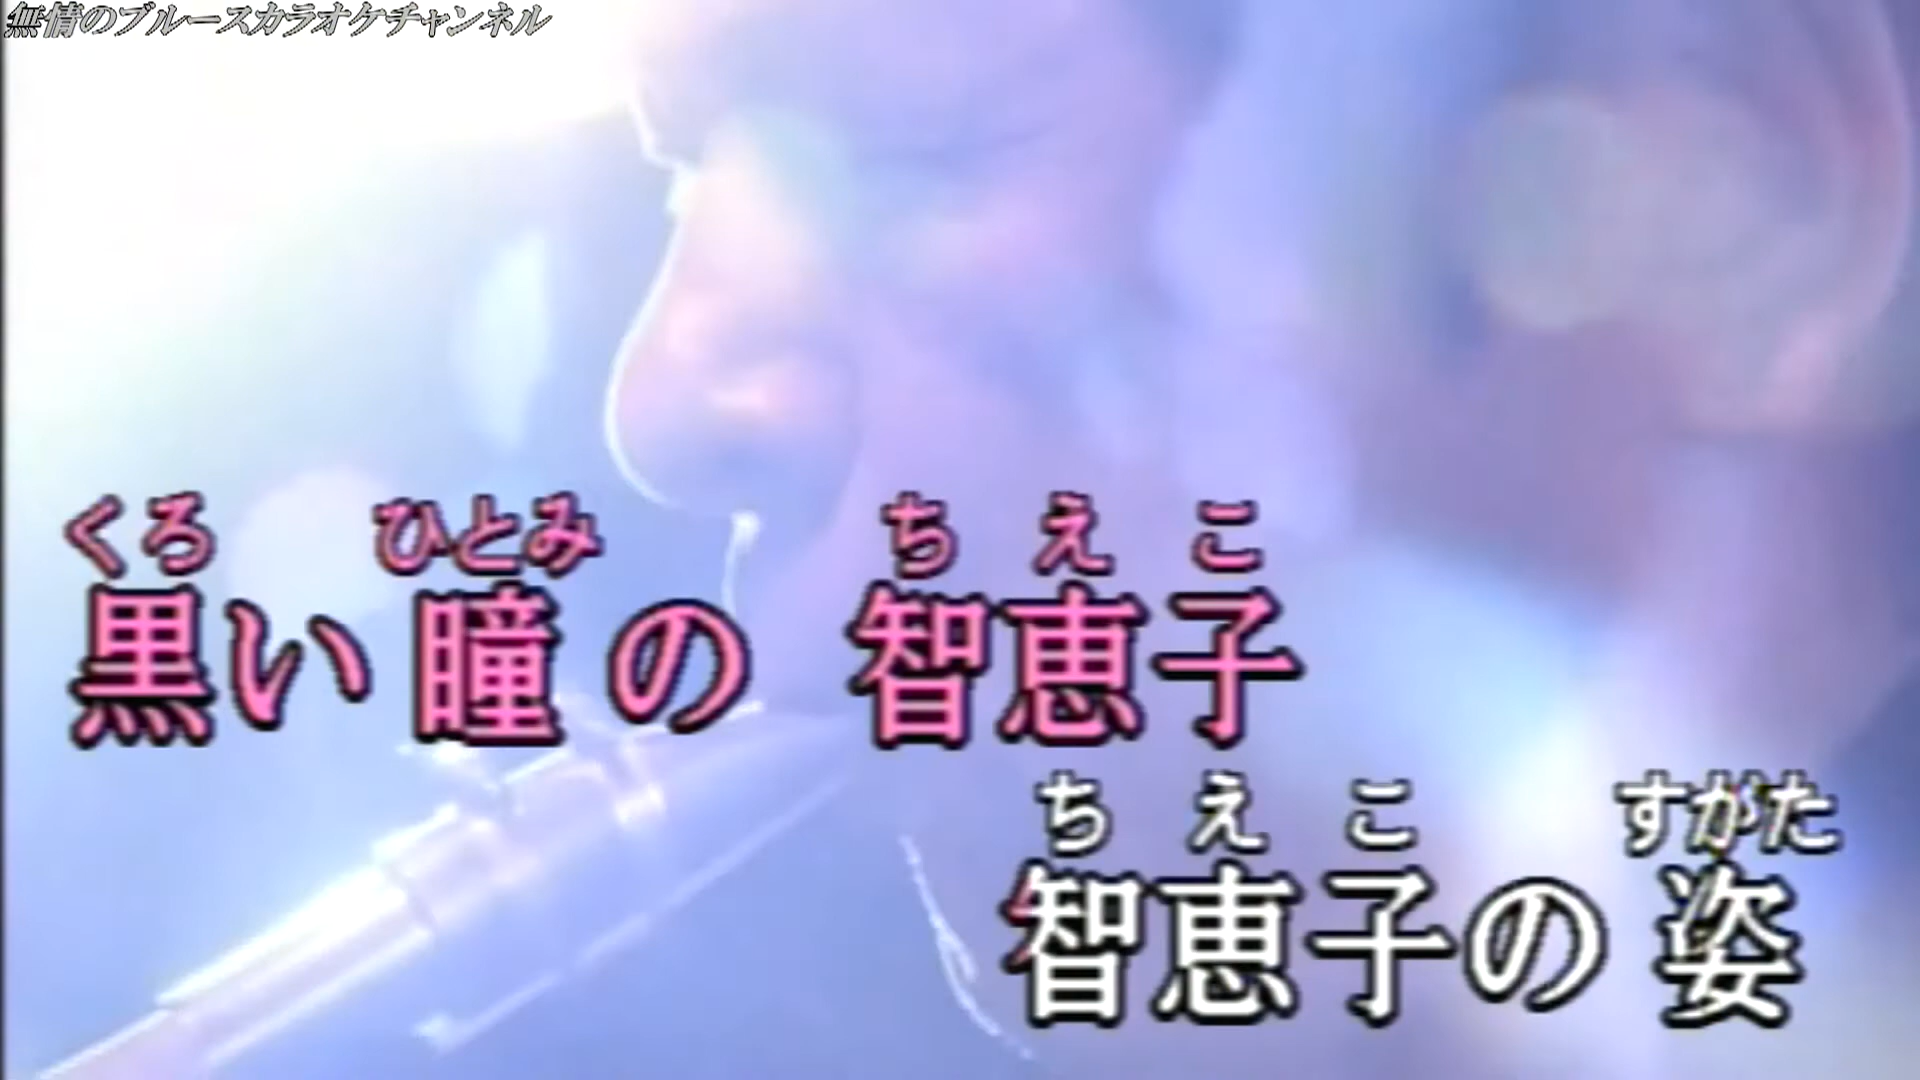 無情のブルースカラオケチャンネル
くろ ひとみ ちえこ
黒い瞳の 智恵子
ちえこ すがた
智恵子の姿